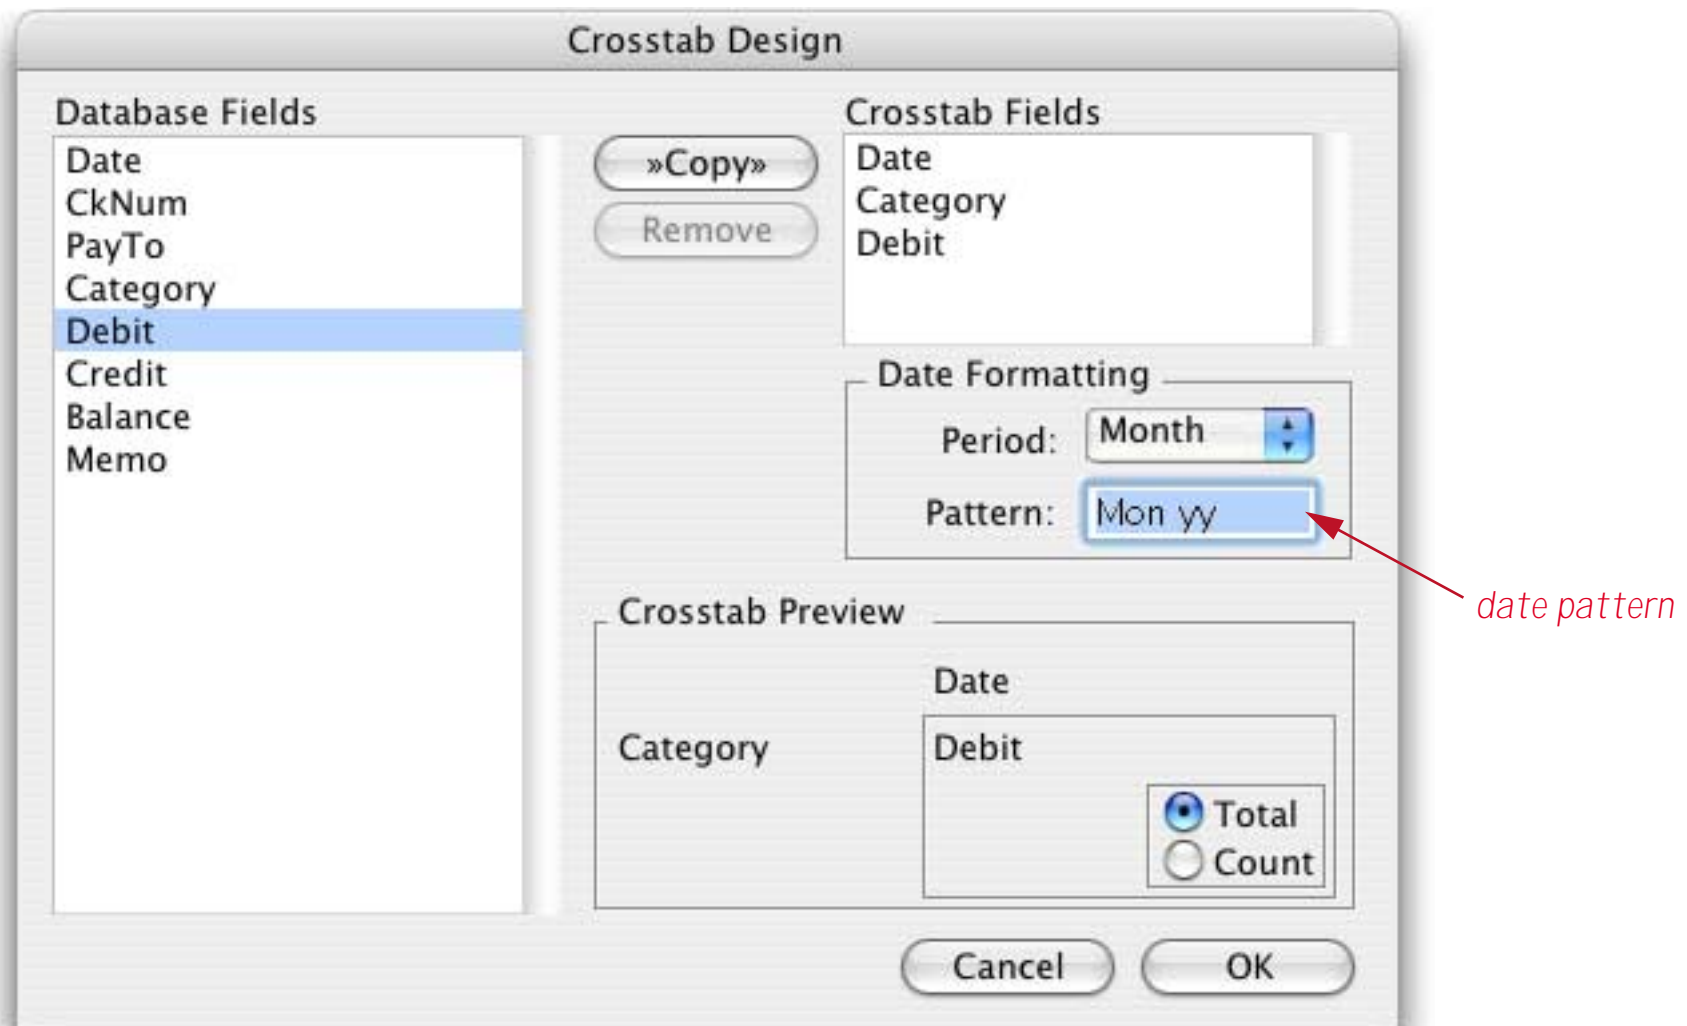 Crosstab Design
Database Fields
Date
CkNum
PayTo
Category
Debit
Credit
Balance
Memo
»Copy»
Remove
Crosstab Fields
Date
Category
Debit
Date Formatting
Period: Month
Pattern: Mon yy
date pattern
Crosstab Preview
Date
Category Debit
Total
Count
Cancel OK